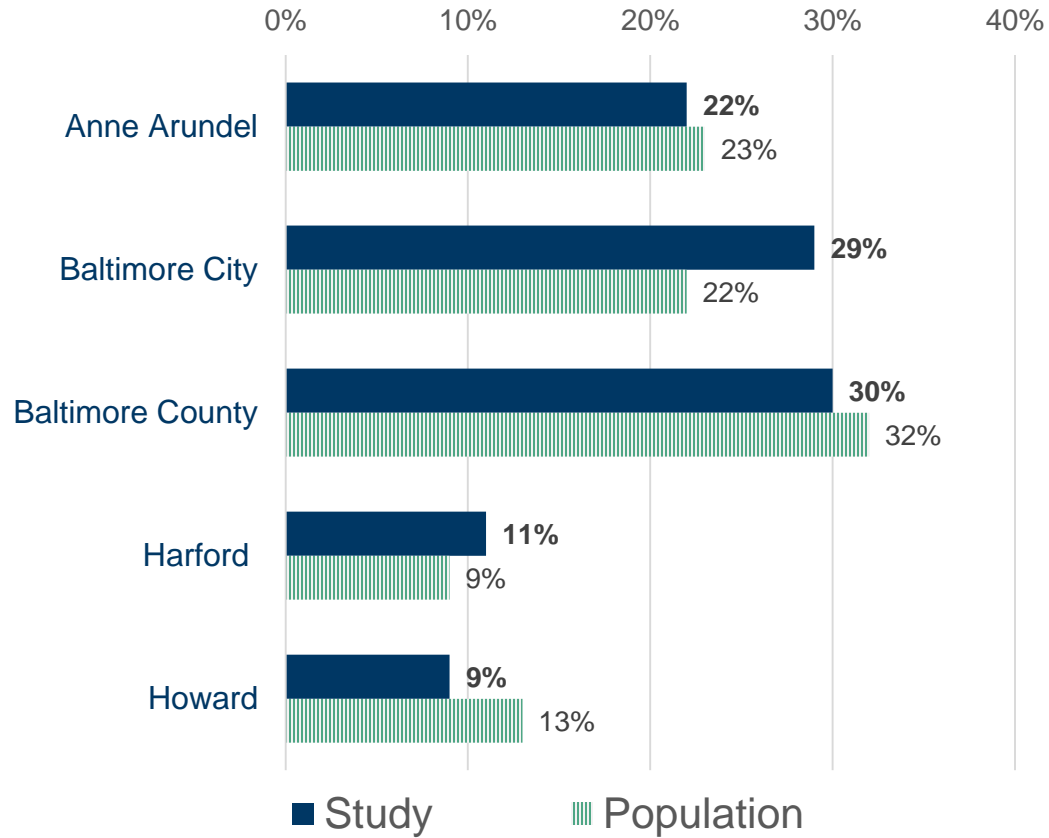 0% 10% 20% 30% 40%
Anne Arundel
22%
23%
Baltimore City
29%
22%
Baltimore County
30%
32%
Harford
11%
9%
Howard
9%
13%
Study Population